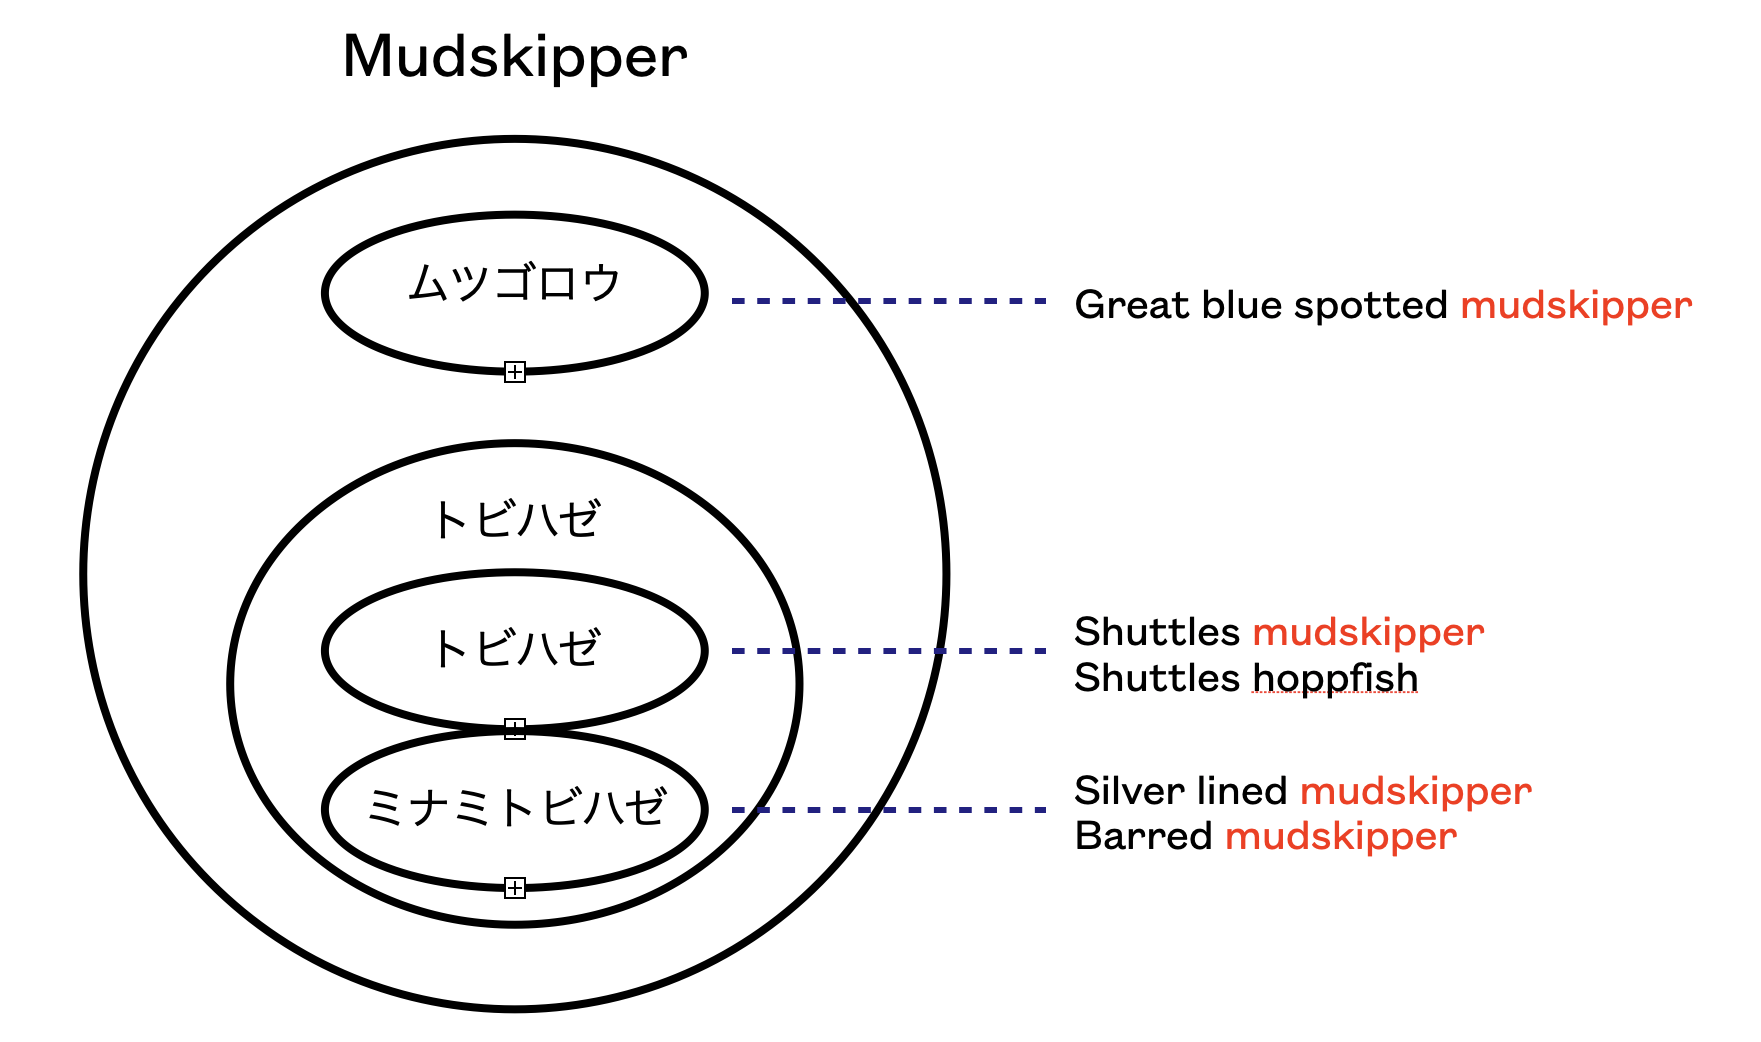 Mudskipper
ムツゴロウ
Great blue spotted mudskipper
トビハゼ
トビハゼ
Shuttles mudskipper
Shuttles hoppfish
ミナミトビハゼ
Silver lined mudskipper
Barred mudskipper